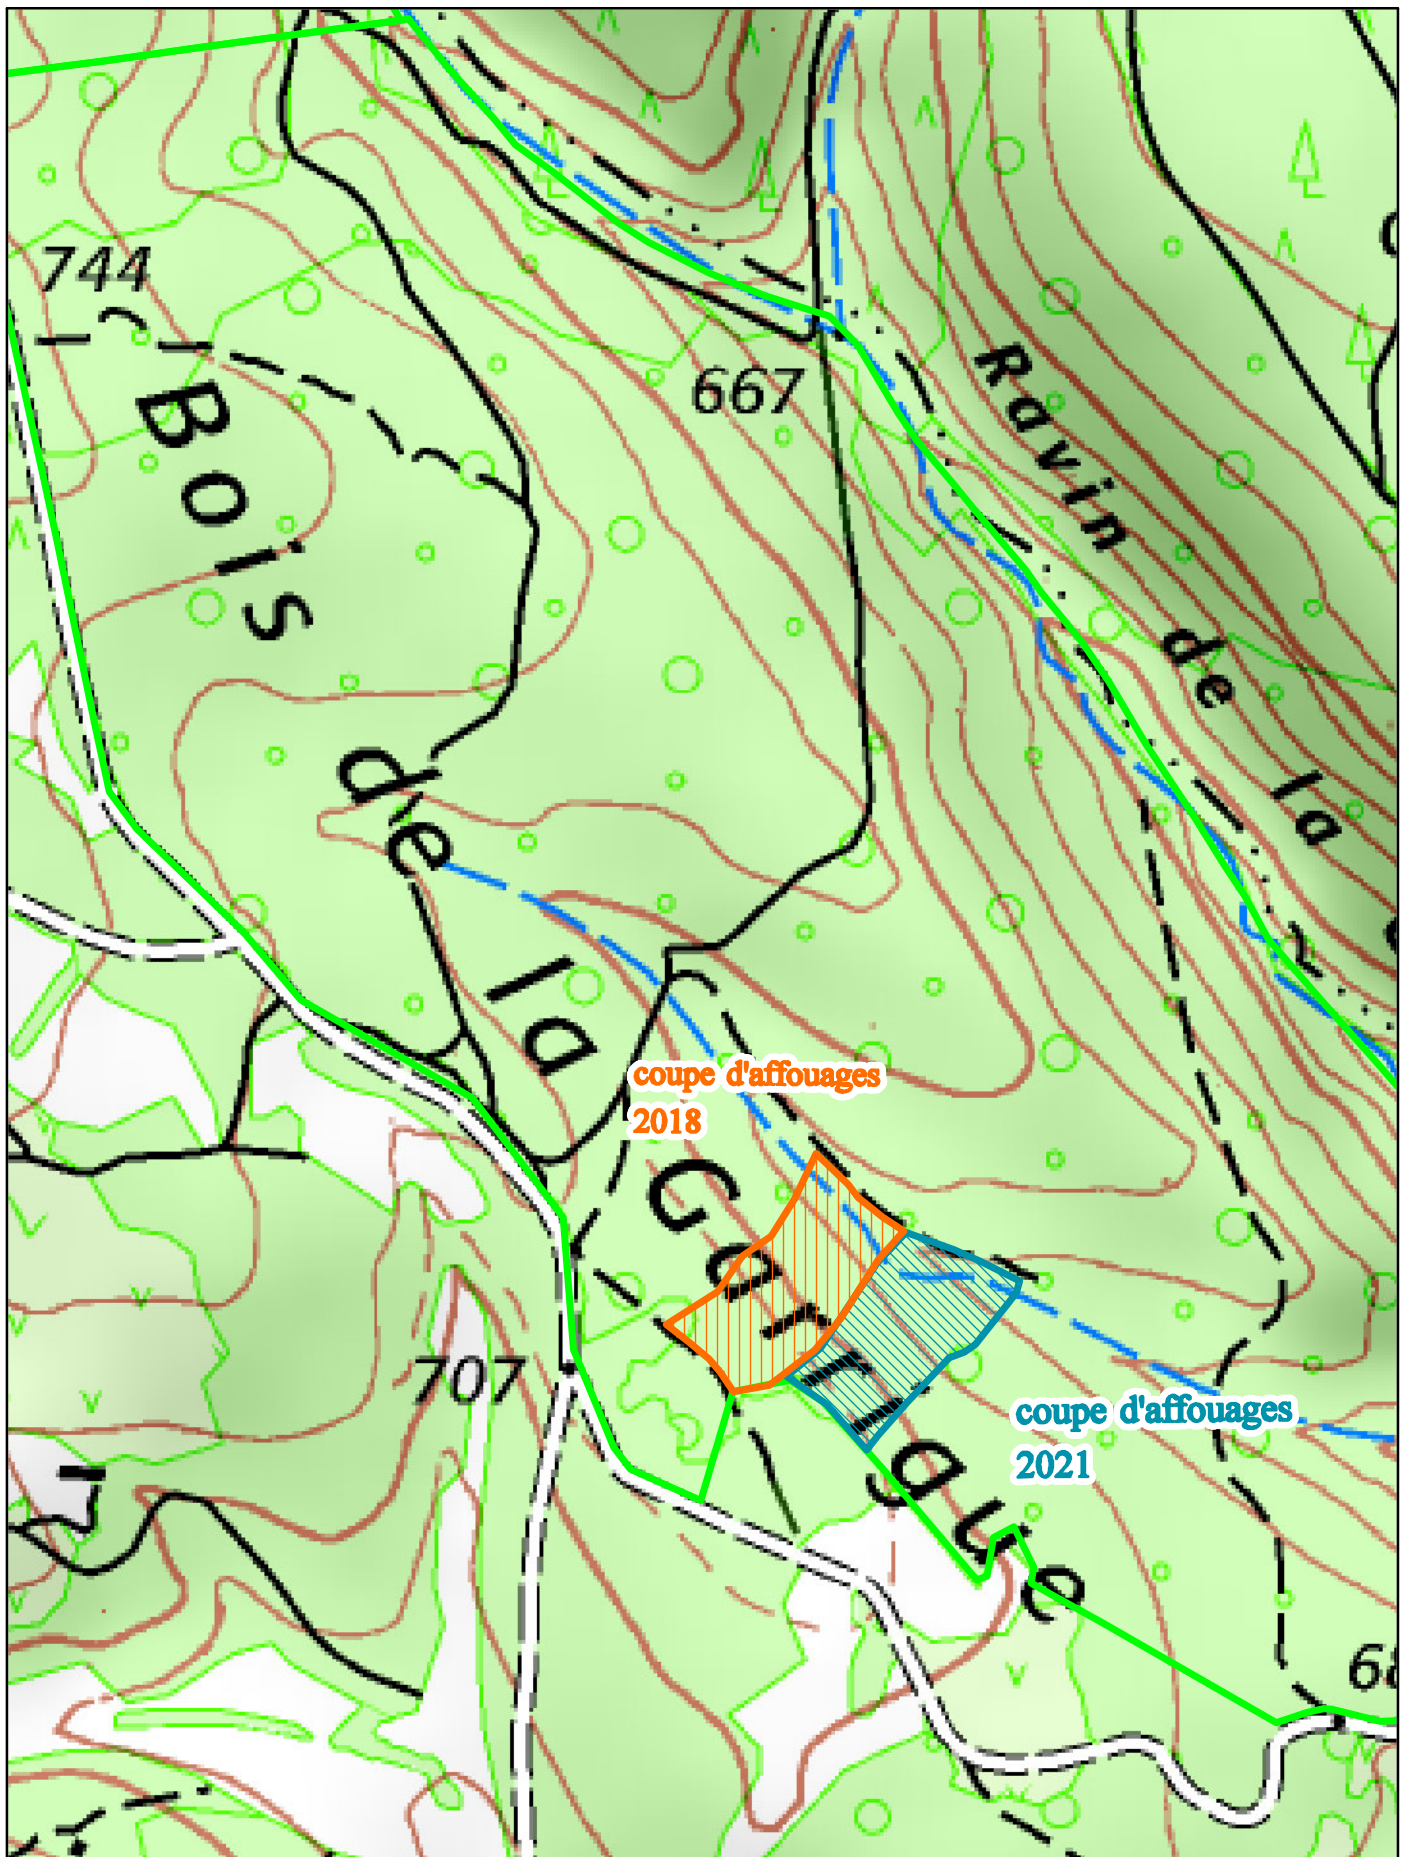 744
667
Bois
de
la
Garrigue
Ravin
de
la
coupe d'affouages
2018
707
coupe d'affouages
2021